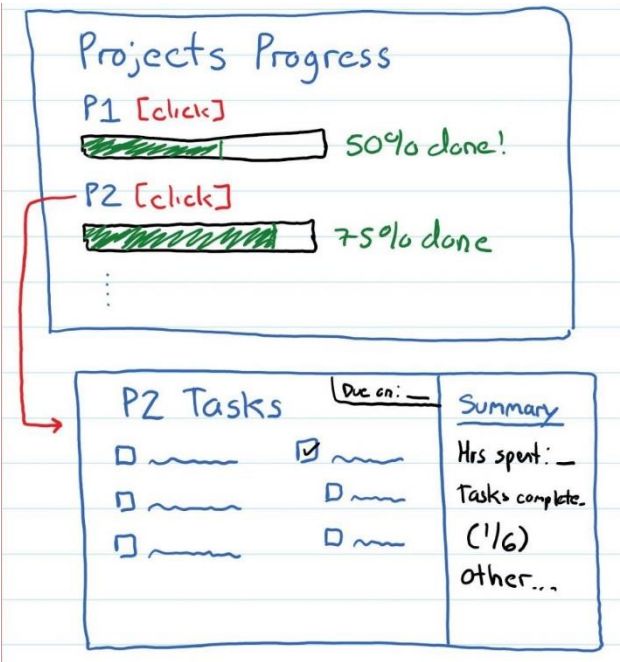 Projects Progress
P1 [click]
50% done!
P2 [click]
75% done
P2 Tasks
Due on: __
Summary
Hrs spent: _
Tasks complete.
(1/6)
other...